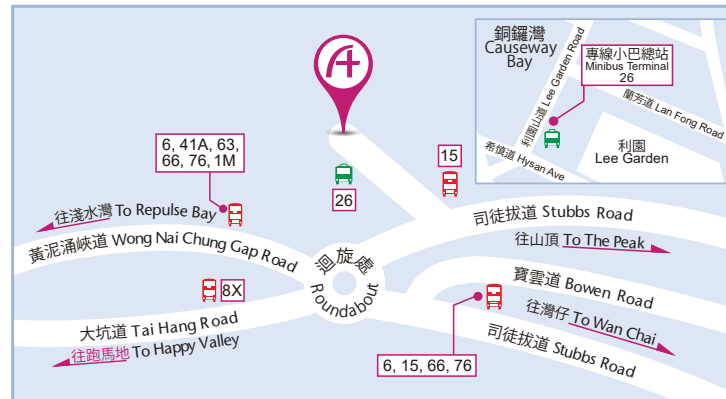 銅鑼灣
Causeway
Bay
利園山道 Lee Garden Road
專線小巴總站
Minibus Terminal
26
蘭芳道 Lan Fong Road
利園
Lee Garden
希慎道 Hysan Ave
6, 41A, 63,
66, 76, 1M
15
26
往淺水灣 To Repulse Bay
黃泥涌峽道 Wong Nai Chung Gap Road
司徒拔道 Stubbs Road
往山頂 To The Peak
迴旋處
Roundabout
8X
寶雲道 Bowen Road
大坑道 Tai Hang Road
往灣仔 To Wan Chai
往跑馬地 To Happy Valley
司徒拔道 Stubbs Road
6, 15, 66, 76